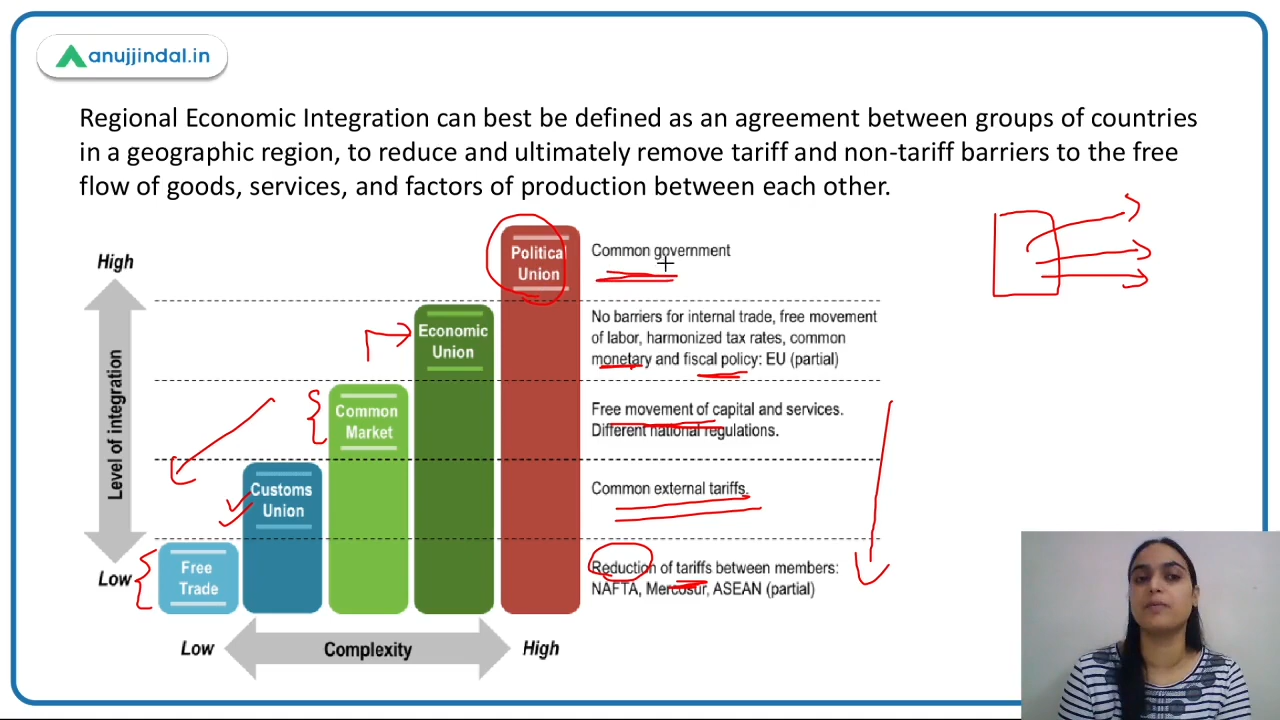 anujjindal.in
Regional Economic Integration can best be defined as an agreement between groups of countries
in a geographic region, to reduce and ultimately remove tariff and non-tariff barriers to the free
flow of goods, services, and factors of production between each other.
High
Level of integration
Low
Political
Union
Common government
Economic
Union
No barriers for internal trade, free movement
of labor, harmonized tax rates, common
monetary and fiscal policy: EU (partial)
Common
Market
Free movement of capital and services.
Different national regulations.
Customs
Union
Common external tariffs.
Free
Trade
Reduction of tariffs between members:
NAFTA, Mercosur, ASEAN (partial)
Low
Complexity
High